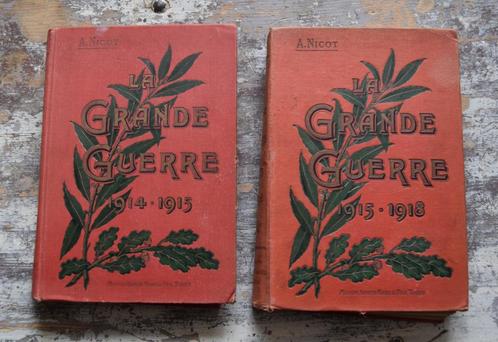 A. NICOT
LA
GRANDE
GUERRE
1914 · 1915
A. NICOT
LA
GRANDE
GUERRE
1915 · 1918